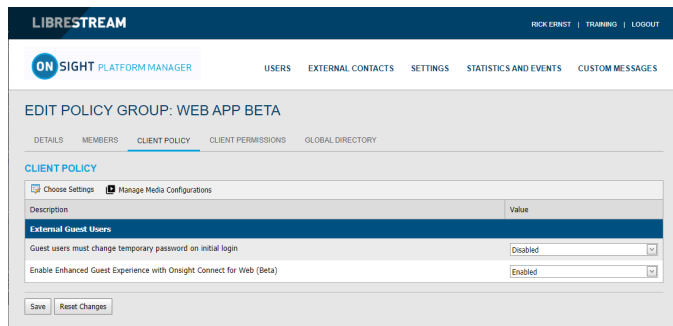 LIBRESTREAM
RICK ERNST | TRAINING | LOGOUT
ON SIGHT PLATFORM MANAGER
USERS EXTERNAL CONTACTS SETTINGS STATISTICS AND EVENTS CUSTOM MESSAGES
EDIT POLICY GROUP: WEB APP BETA
DETAILS MEMBERS CLIENT POLICY CLIENT PERMISSIONS GLOBAL DIRECTORY
CLIENT POLICY
Choose Settings Manage Media Configurations
Description Value
External Guest Users
Guest users must change temporary password on initial login Disabled
Enable Enhanced Guest Experience with Onsight Connect for Web (Beta) Enabled
Save Reset Changes